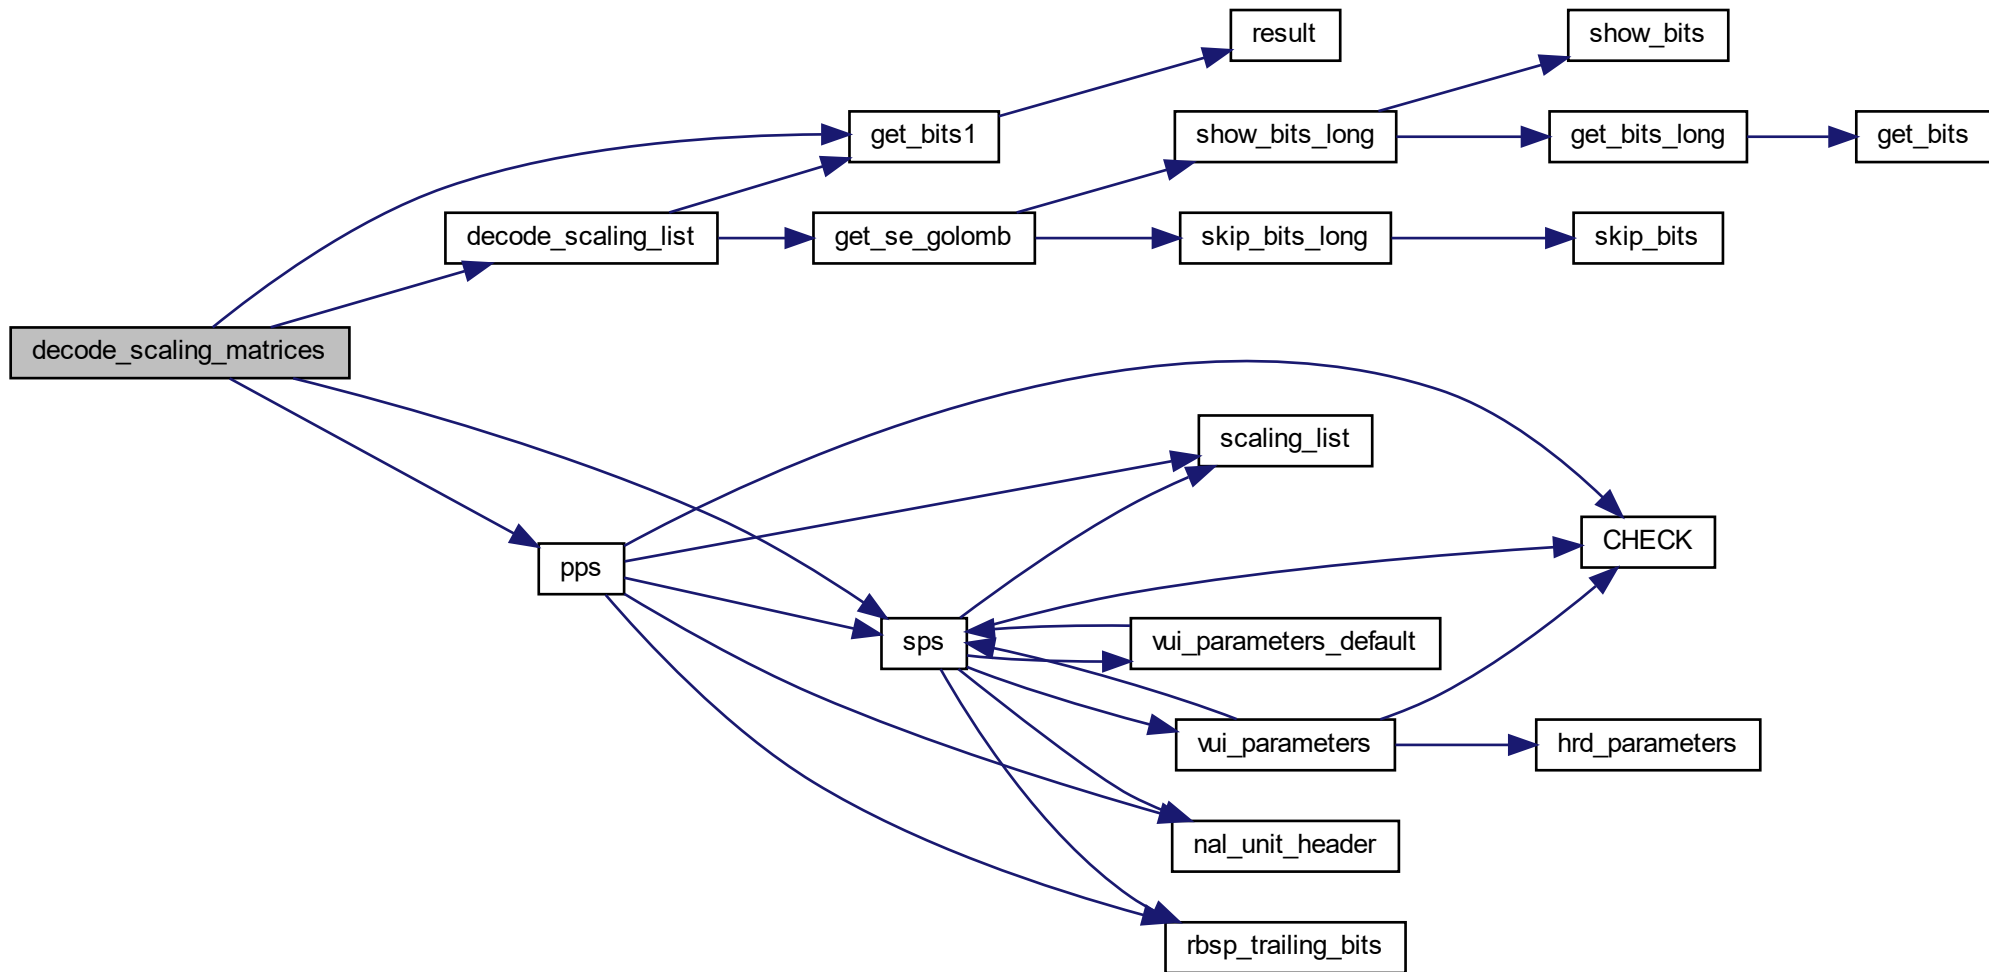 result
show_bits
get_bits1
show_bits_long
get_bits_long
get_bits
decode_scaling_list
get_se_golomb
skip_bits_long
skip_bits
decode_scaling_matrices
scaling_list
CHECK
pps
sps
vui_parameters_default
vui_parameters
hrd_parameters
nal_unit_header
rbsp_trailing_bits